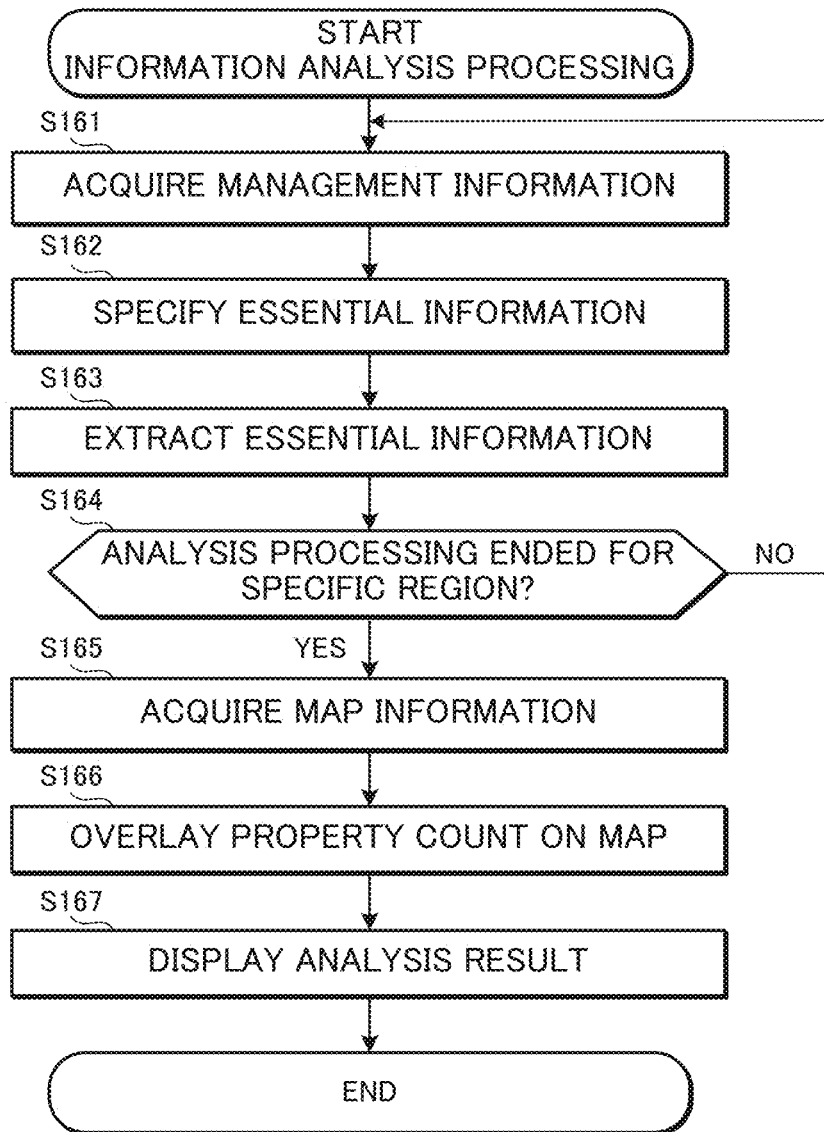 START
INFORMATION ANALYSIS PROCESSING
S161
ACQUIRE MANAGEMENT INFORMATION
S162
SPECIFY ESSENTIAL INFORMATION
S163
EXTRACT ESSENTIAL INFORMATION
S164
ANALYSIS PROCESSING ENDED FOR
SPECIFIC REGION?
NO
YES
S165
ACQUIRE MAP INFORMATION
S166
OVERLAY PROPERTY COUNT ON MAP
S167
DISPLAY ANALYSIS RESULT
END